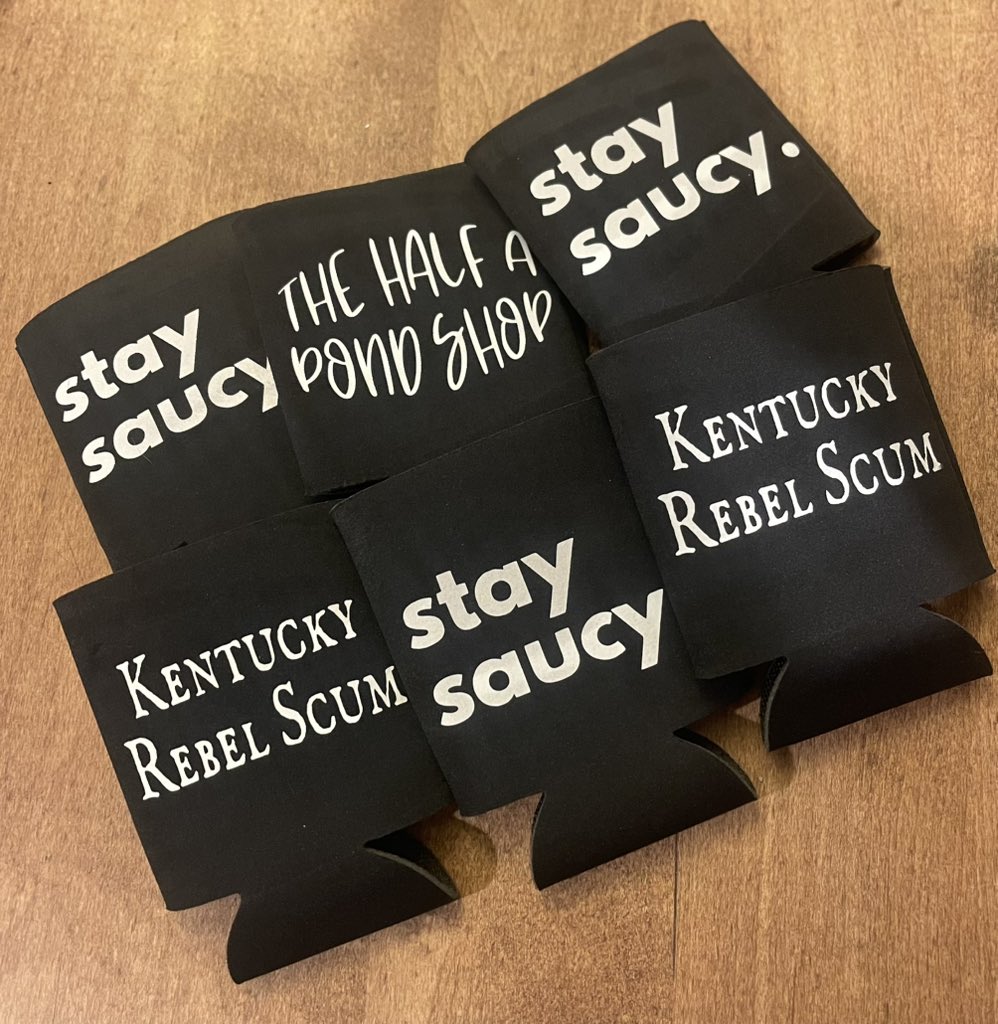 stay
saucy
THE HALF A
POND SHOP
stay
saucy.
KENTUCKY
REBEL SCUM
stay
saucy
KENTUCKY
REBEL SCUM